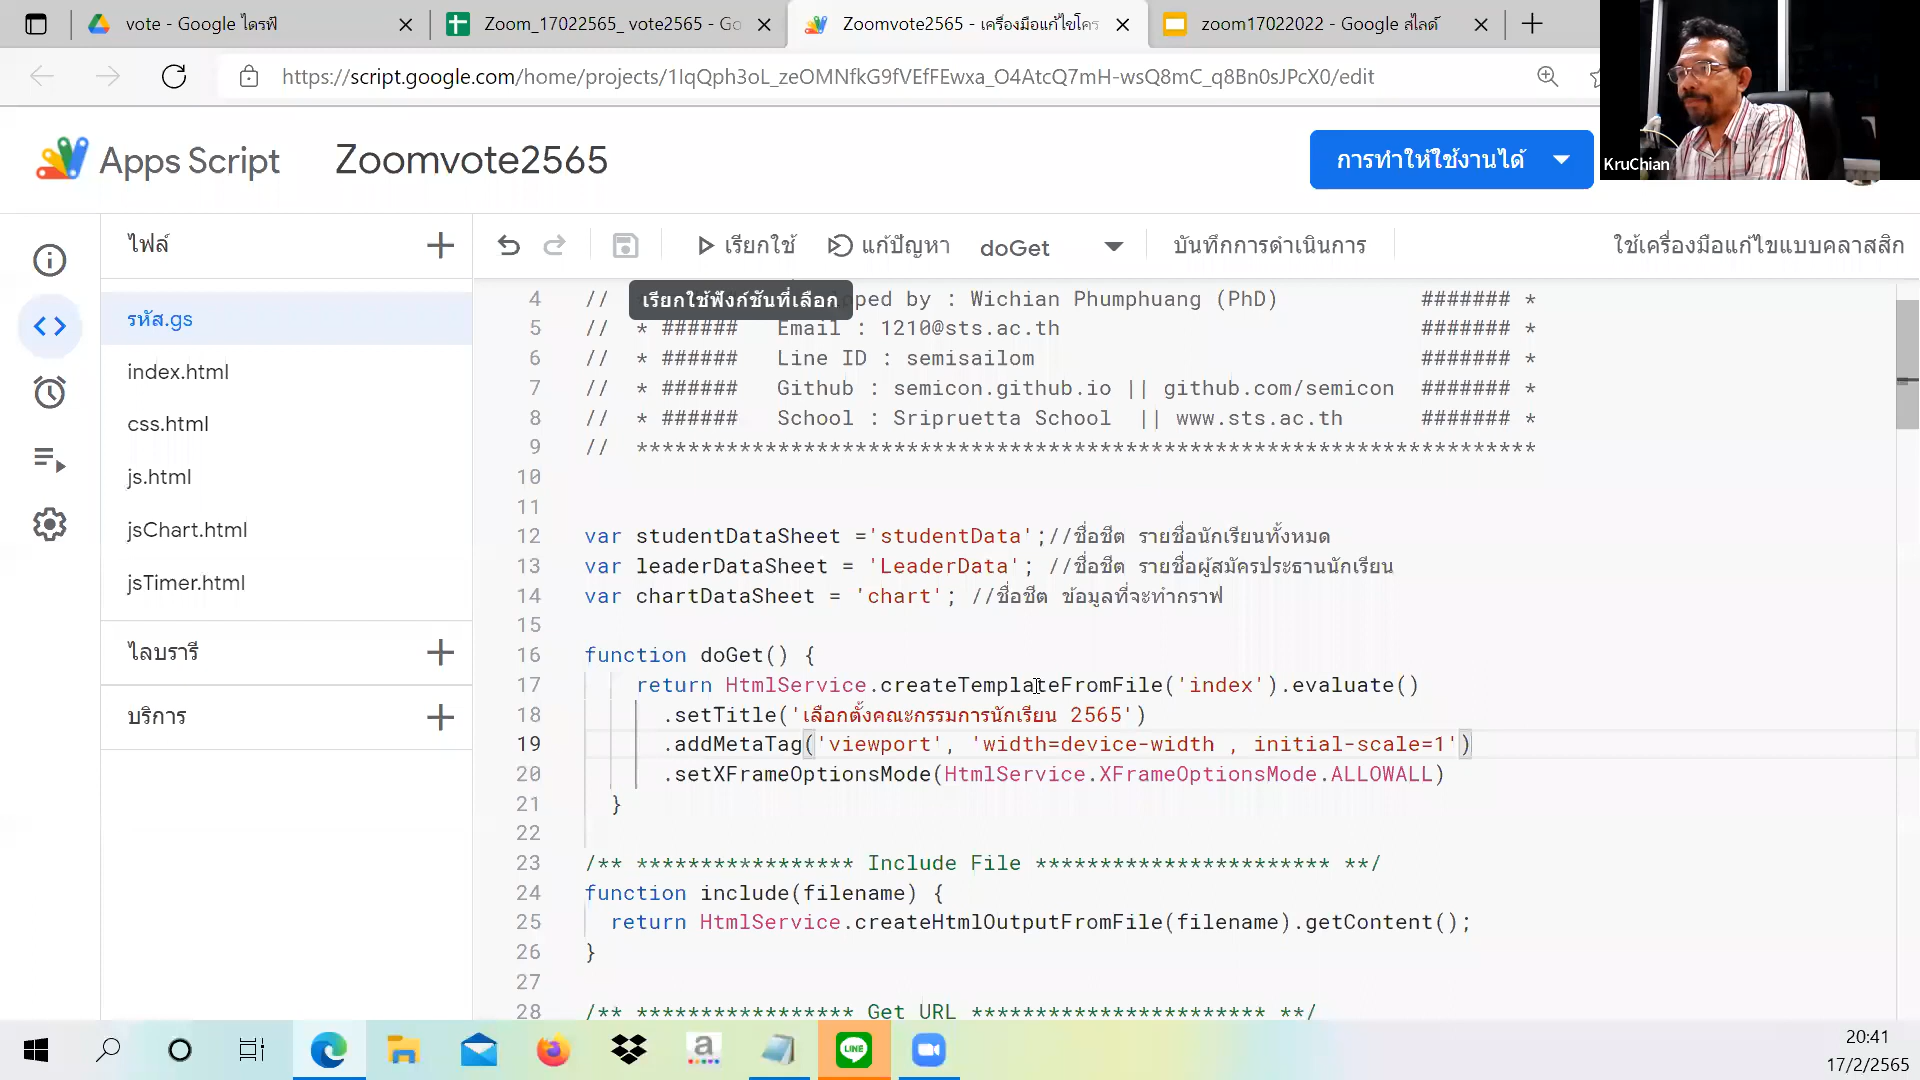 vote - Google ไดรฟ์
Zoom_17022565_ vote2565 - Go
Zoomvote2565 - เครื่องมือแก้ไขโคร
zoom17022022 - Google สไลด์
https://script.google.com/home/projects/1IqQph3oL_zeOMNfkG9fVEfFEwxa_O4AtcQ7mH-wsQ8mC_q8Bn0sJPcX0/edit
Apps Script
Zoomvote2565
การทำให้ใช้งานได้
KruChian
ไฟล์
เรียกใช้
แก้ปัญหา
doGet
บันทึกการดำเนินการ
ใช้เครื่องมือแก้ไขแบบคลาสสิก
เรียกใช้ฟังก์ชันที่เลือก
รหัส.gs
index.html
css.html
js.html
jsChart.html
jsTimer.html
ไลบรารี
บริการ
4 // pped by : Wichian Phumphuang (PhD) ####### *
5 // * ###### Email : 1210@sts.ac.th ####### *
6 // * ###### Line ID : semisailom ####### *
7 // * ###### Github : semicon.github.io || github.com/semicon ####### *
8 // * ###### School : Sripruetta School || www.sts.ac.th ####### *
9 // **********************************************************************
10
11
12 var studentDataSheet ='studentData';//ชื่อชีต รายชื่อนักเรียนทั้งหมด
13 var leaderDataSheet = 'LeaderData'; //ชื่อชีต รายชื่อผู้สมัครประธานนักเรียน
14 var chartDataSheet = 'chart'; //ชื่อชีต ข้อมูลที่จะทำกราฟ
15
16 function doGet() {
17 return HtmlService.createTemplateFromFile('index').evaluate()
18 .setTitle('เลือกตั้งคณะกรรมการนักเรียน 2565')
19 .addMetaTag('viewport', 'width=device-width , initial-scale=1')
20 .setXFrameOptionsMode(HtmlService.XFrameOptionsMode.ALLOWALL)
21 }
22
23 /** ***************** Include File *********************** **/
24 function include(filename) {
25 return HtmlService.createHtmlOutputFromFile(filename).getContent();
26 }
27
28 /** ***************** Get URL *********************** **/
a
LINE
20:41
17/2/2565